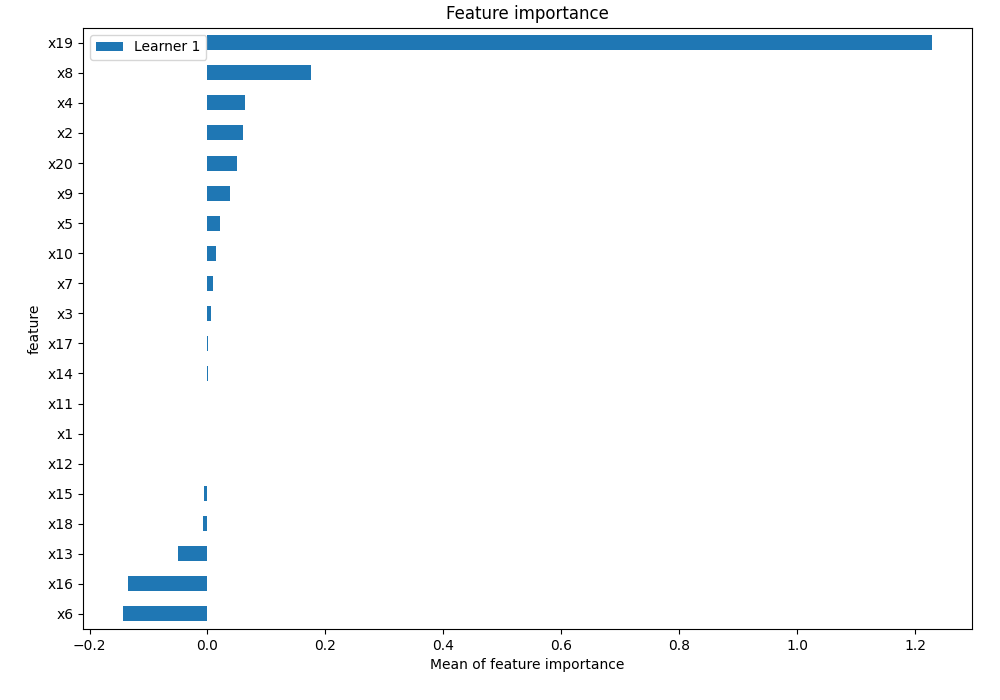 Feature importance
Learner 1
x19
x8
x4
x2
x20
x9
x5
x10
x7
x3
x17
x14
x11
x1
x12
x15
x18
x13
x16
x6
feature
−0.2 0.0 0.2 0.4 0.6 0.8 1.0 1.2
Mean of feature importance